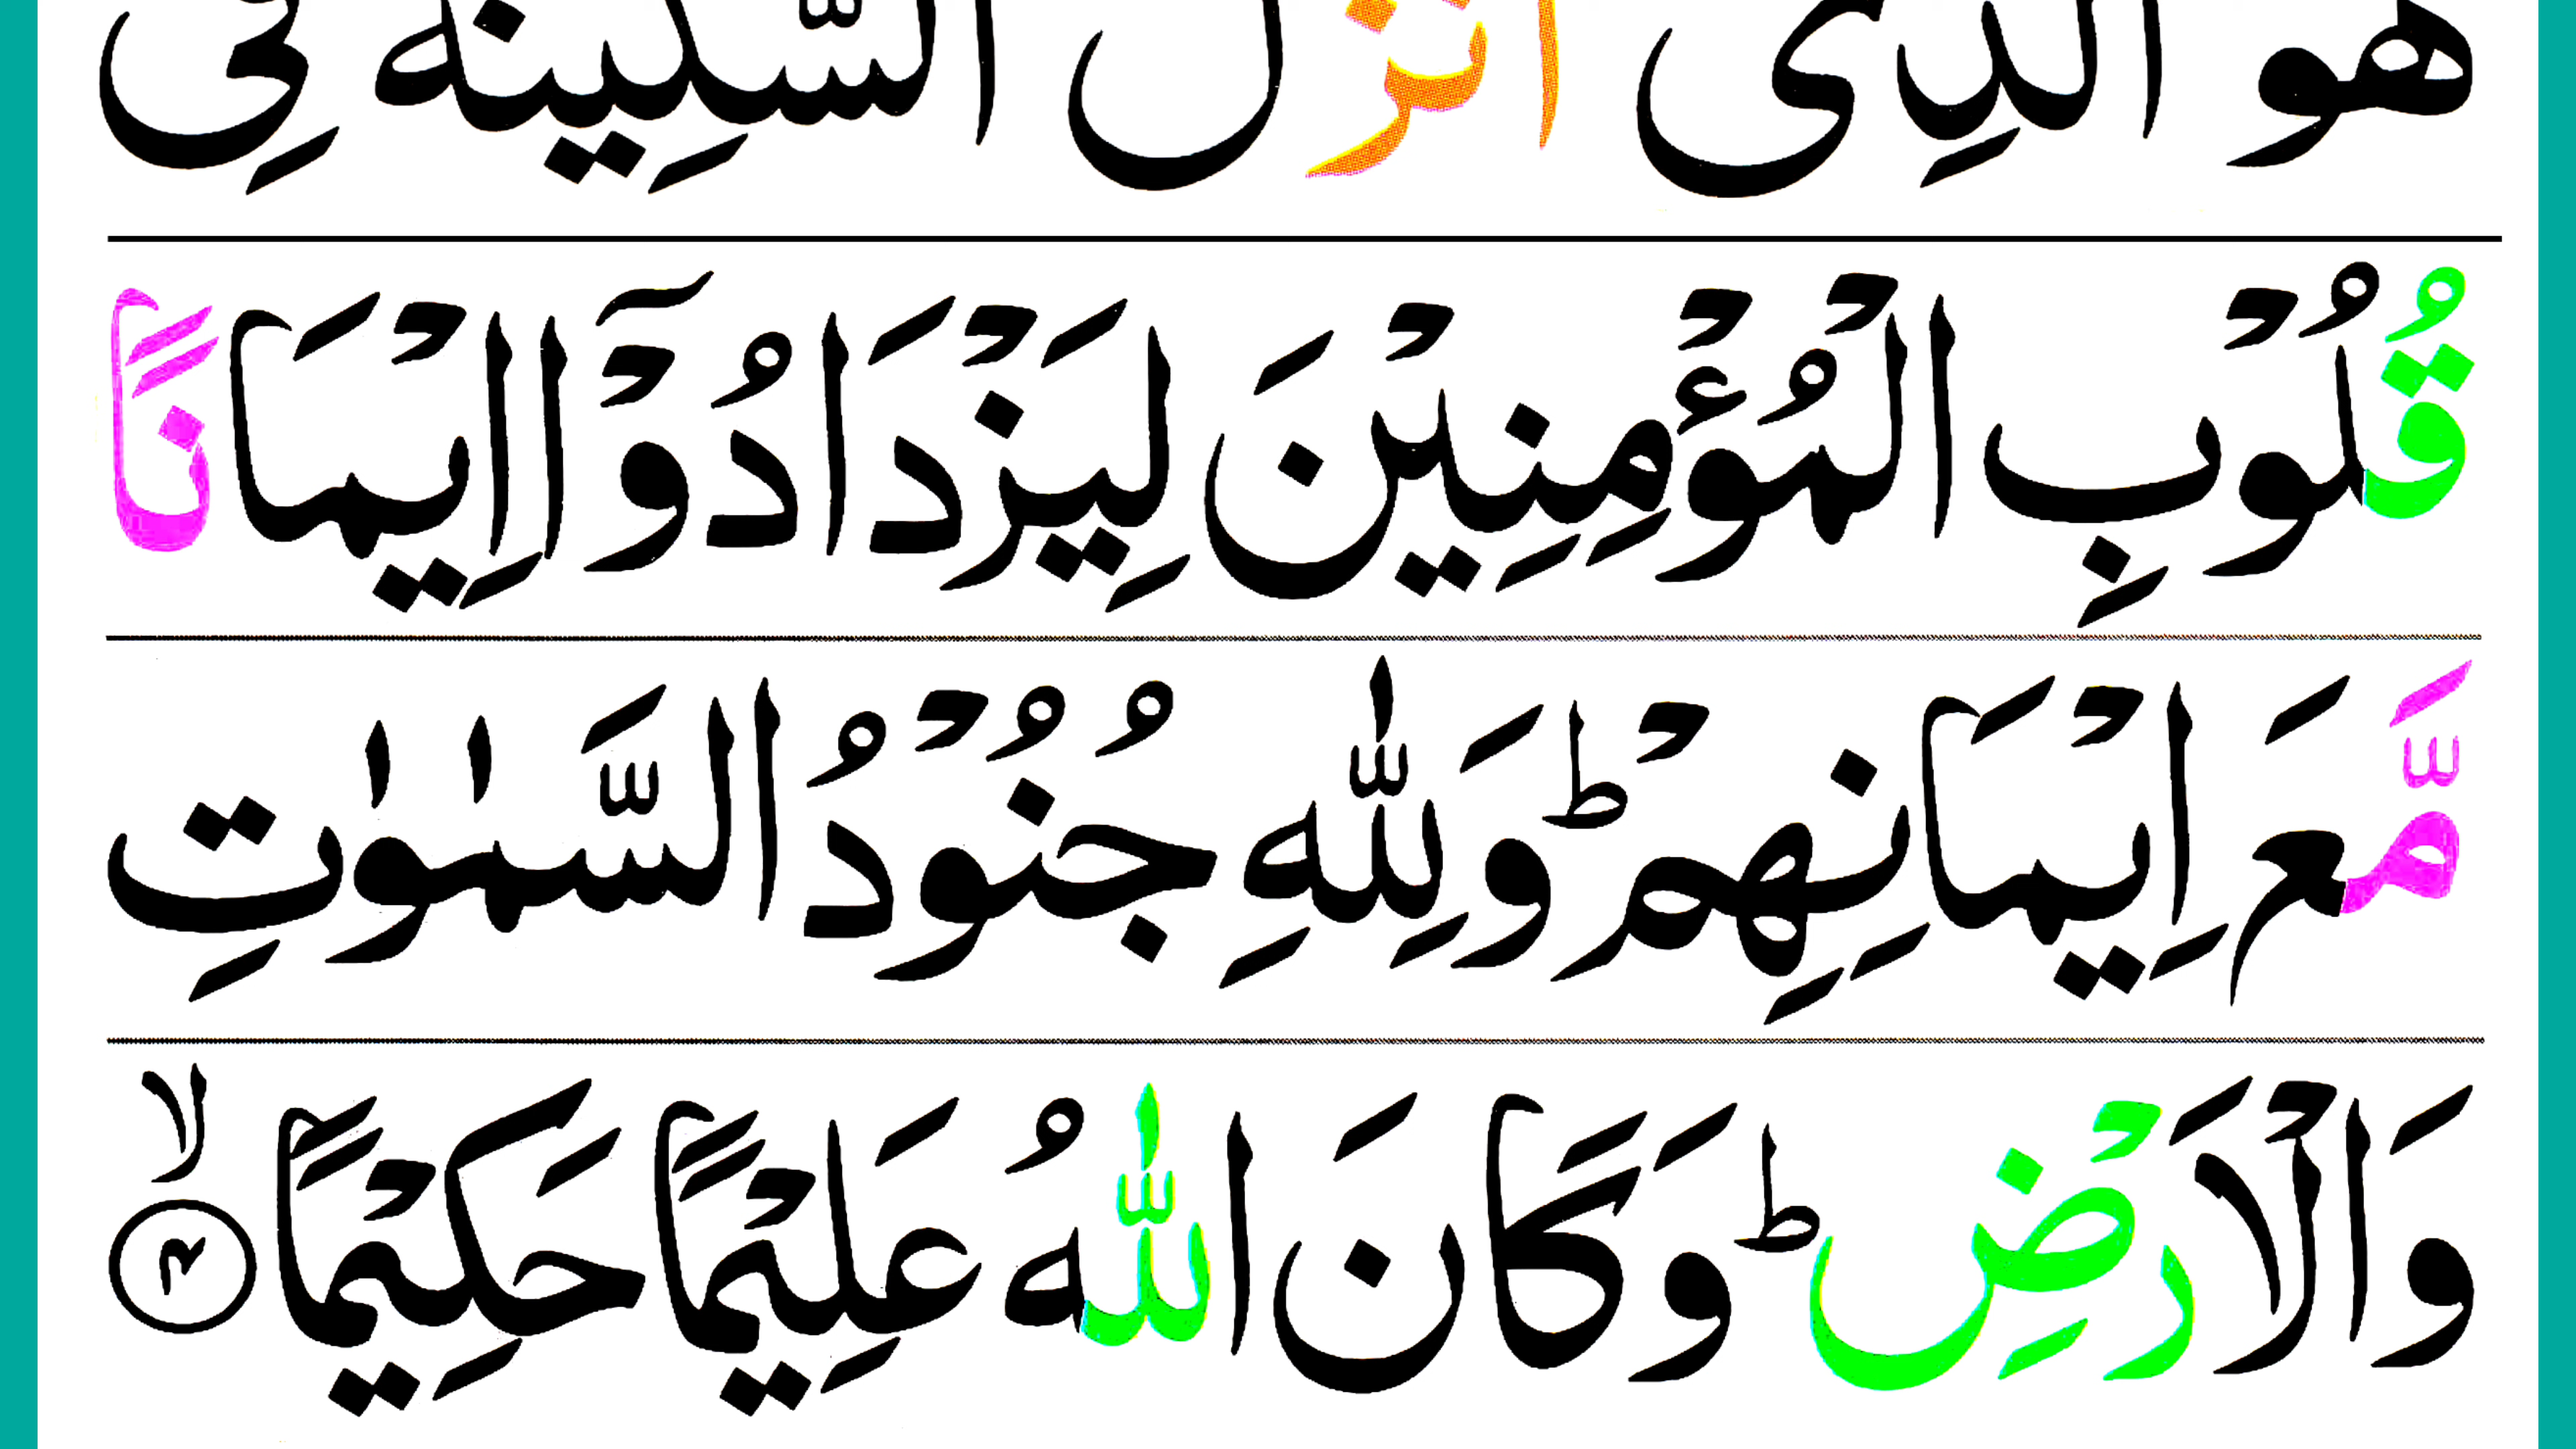 هُوَ الَّذِىْ اَنْزَلَ السَّكِيْنَةَ فِىْ
قُلُوْبِ الْمُؤْمِنِيْنَ لِيَزْدَادُوْۤا اِيْمَانًا
مَّعَ اِيْمَانِهِمْ ؕ وَلِلّٰهِ جُنُوْدُ السَّمٰوٰتِ
وَالْاَرْضِ ؕ وَكَانَ اللّٰهُ عَلِيْمًا حَكِيْمًا ۙ ۴